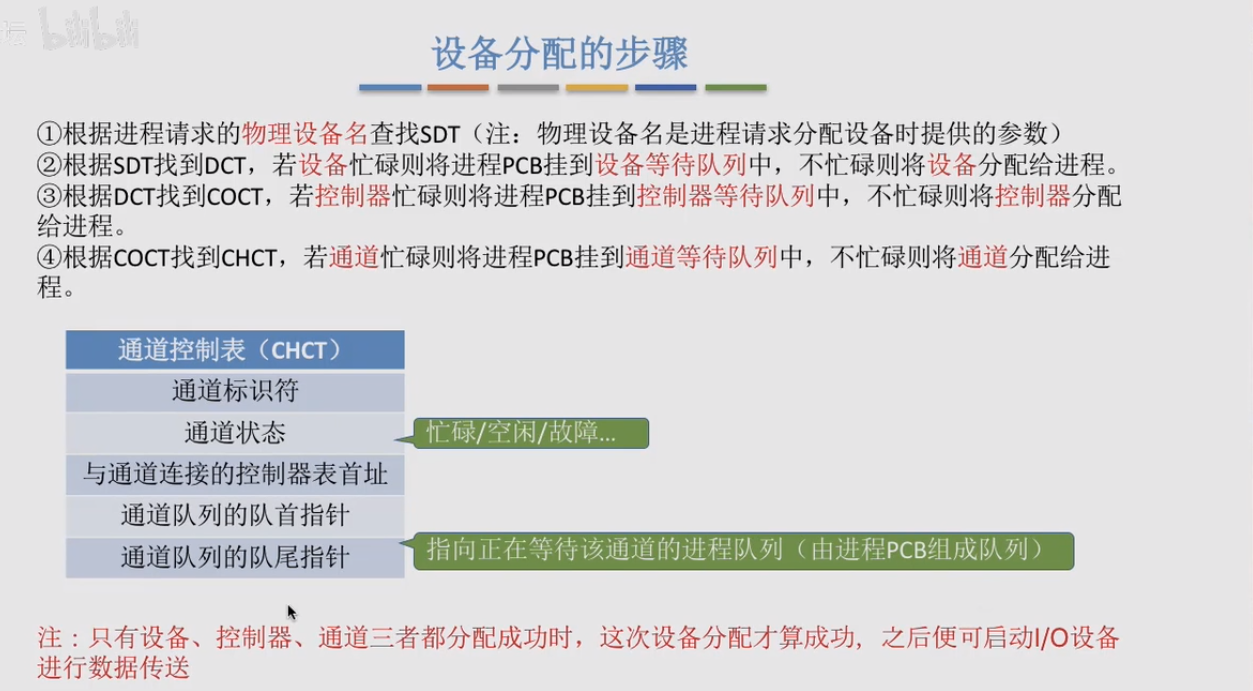 bilibili
设备分配的步骤
①根据进程请求的物理设备名查找SDT（注：物理设备名是进程请求分配设备时提供的参数）
②根据SDT找到DCT，若设备忙碌则将进程PCB挂到设备等待队列中，不忙碌则将设备分配给进程。
③根据DCT找到COCT，若控制器忙碌则将进程PCB挂到控制器等待队列中，不忙碌则将控制器分配
给进程。
④根据COCT找到CHCT，若通道忙碌则将进程PCB挂到通道等待队列中，不忙碌则将通道分配给进
程。
通道控制表（CHCT）
通道标识符
通道状态
忙碌/空闲/故障...
与通道连接的控制器表首址
通道队列的队首指针
通道队列的队尾指针
指向正在等待该通道的进程队列（由进程PCB组成队列）
注：只有设备、控制器、通道三者都分配成功时，这次设备分配才算成功，之后便可启动I/O设备
进行数据传送